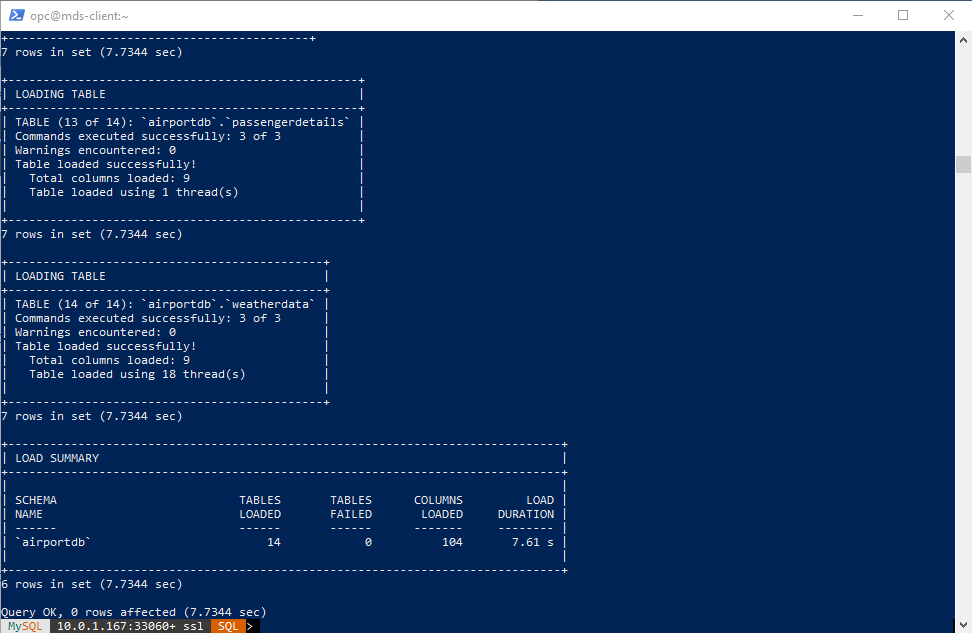 opc@mds-client:~
+-------------------------------------------+
7 rows in set (7.7344 sec)
+--------------------------------------------------+
| LOADING TABLE                                    |
+--------------------------------------------------+
| TABLE (13 of 14): `airportdb`.`passengerdetails` |
| Commands executed successfully: 3 of 3           |
| Warnings encountered: 0                          |
| Table loaded successfully!                       |
|   Total columns loaded: 9                        |
|   Table loaded using 1 thread(s)                 |
|                                                  |
+--------------------------------------------------+
7 rows in set (7.7344 sec)
+---------------------------------------------+
| LOADING TABLE                               |
+---------------------------------------------+
| TABLE (14 of 14): `airportdb`.`weatherdata` |
| Commands executed successfully: 3 of 3      |
| Warnings encountered: 0                     |
| Table loaded successfully!                  |
|   Total columns loaded: 9                   |
|   Table loaded using 18 thread(s)           |
|                                             |
+---------------------------------------------+
7 rows in set (7.7344 sec)
+-------------------------------------------------------------------------------+
| LOAD SUMMARY                                                                  |
+-------------------------------------------------------------------------------+
|                                                                               |
| SCHEMA                          TABLES       TABLES      COLUMNS         LOAD |
| NAME                            LOADED       FAILED       LOADED     DURATION |
| ------                          ------       ------      -------     -------- |
| `airportdb`                         14            0          104       7.61 s |
|                                                                               |
+-------------------------------------------------------------------------------+
6 rows in set (7.7344 sec)
Query OK, 0 rows affected (7.7344 sec)
MySQL 10.0.1.167:33060+ ssl SQL >